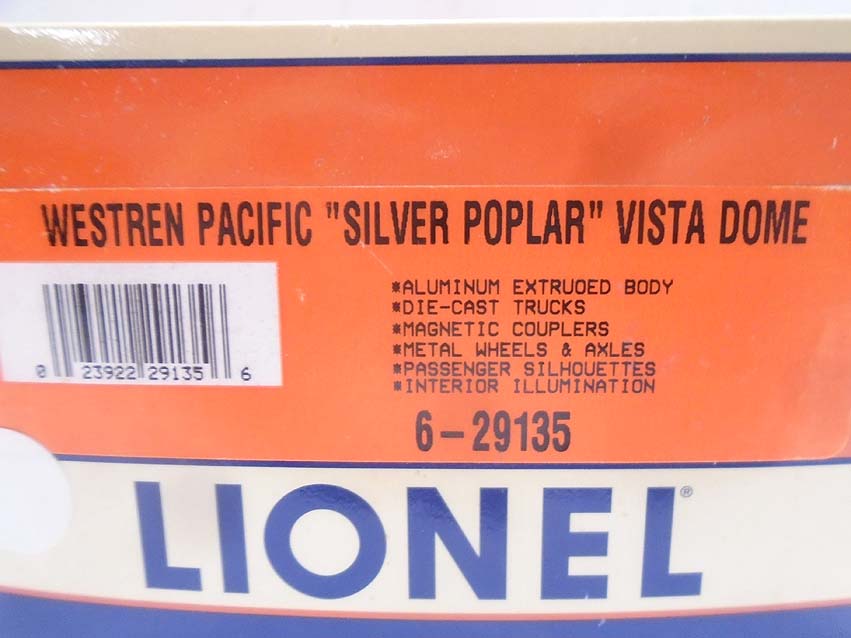 WESTREN PACIFIC "SILVER POPLAR" VISTA DOME
*ALUMINUM EXTRUOED BODY
*DIE-CAST TRUCKS
*MAGNETIC COUPLERS
*METAL WHEELS & AXLES
*PASSENGER SILHOUETTES
*INTERIOR ILLUMINATION
0 23922 29135 6
6-29135
LIONEL®